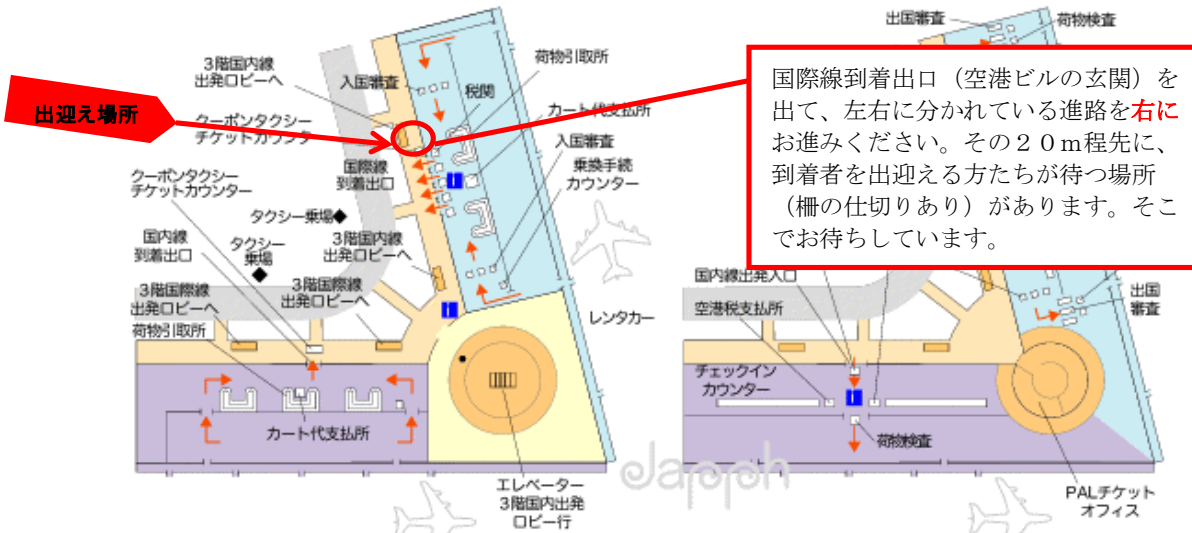 出国審査
荷物検査
3階国内線
出発ロビーへ
荷物引取所
入国審査
税関
出迎え場所
クーポンタクシー
チケットカウンタ
カート代支払所
入国審査
乗換手続
カウンター
国際線
到着出口
クーポンタクシー
チケットカウンター
タクシー乗場
国内線
到着出口
タクシー
乗場
3階国内線
出発ロビーへ
3階国際線
出発ロビーへ
3階国際線
出発ロビーへ
荷物引取所
レンタカー
カート代支払所
エレベーター
3階国内出発
ロビー行
国際線到着出口(空港ビルの玄関)を
出て、左右に分かれている進路を右に
お進みください。その20m程先に、
到着者を出迎える方たちが待つ場所
(柵の仕切りあり)があります。そこ
でお待ちしています。
国内線出発入口
空港税支払所
出国
審査
チェックイン
カウンター
荷物検査
PALチケット
オフィス
dapph